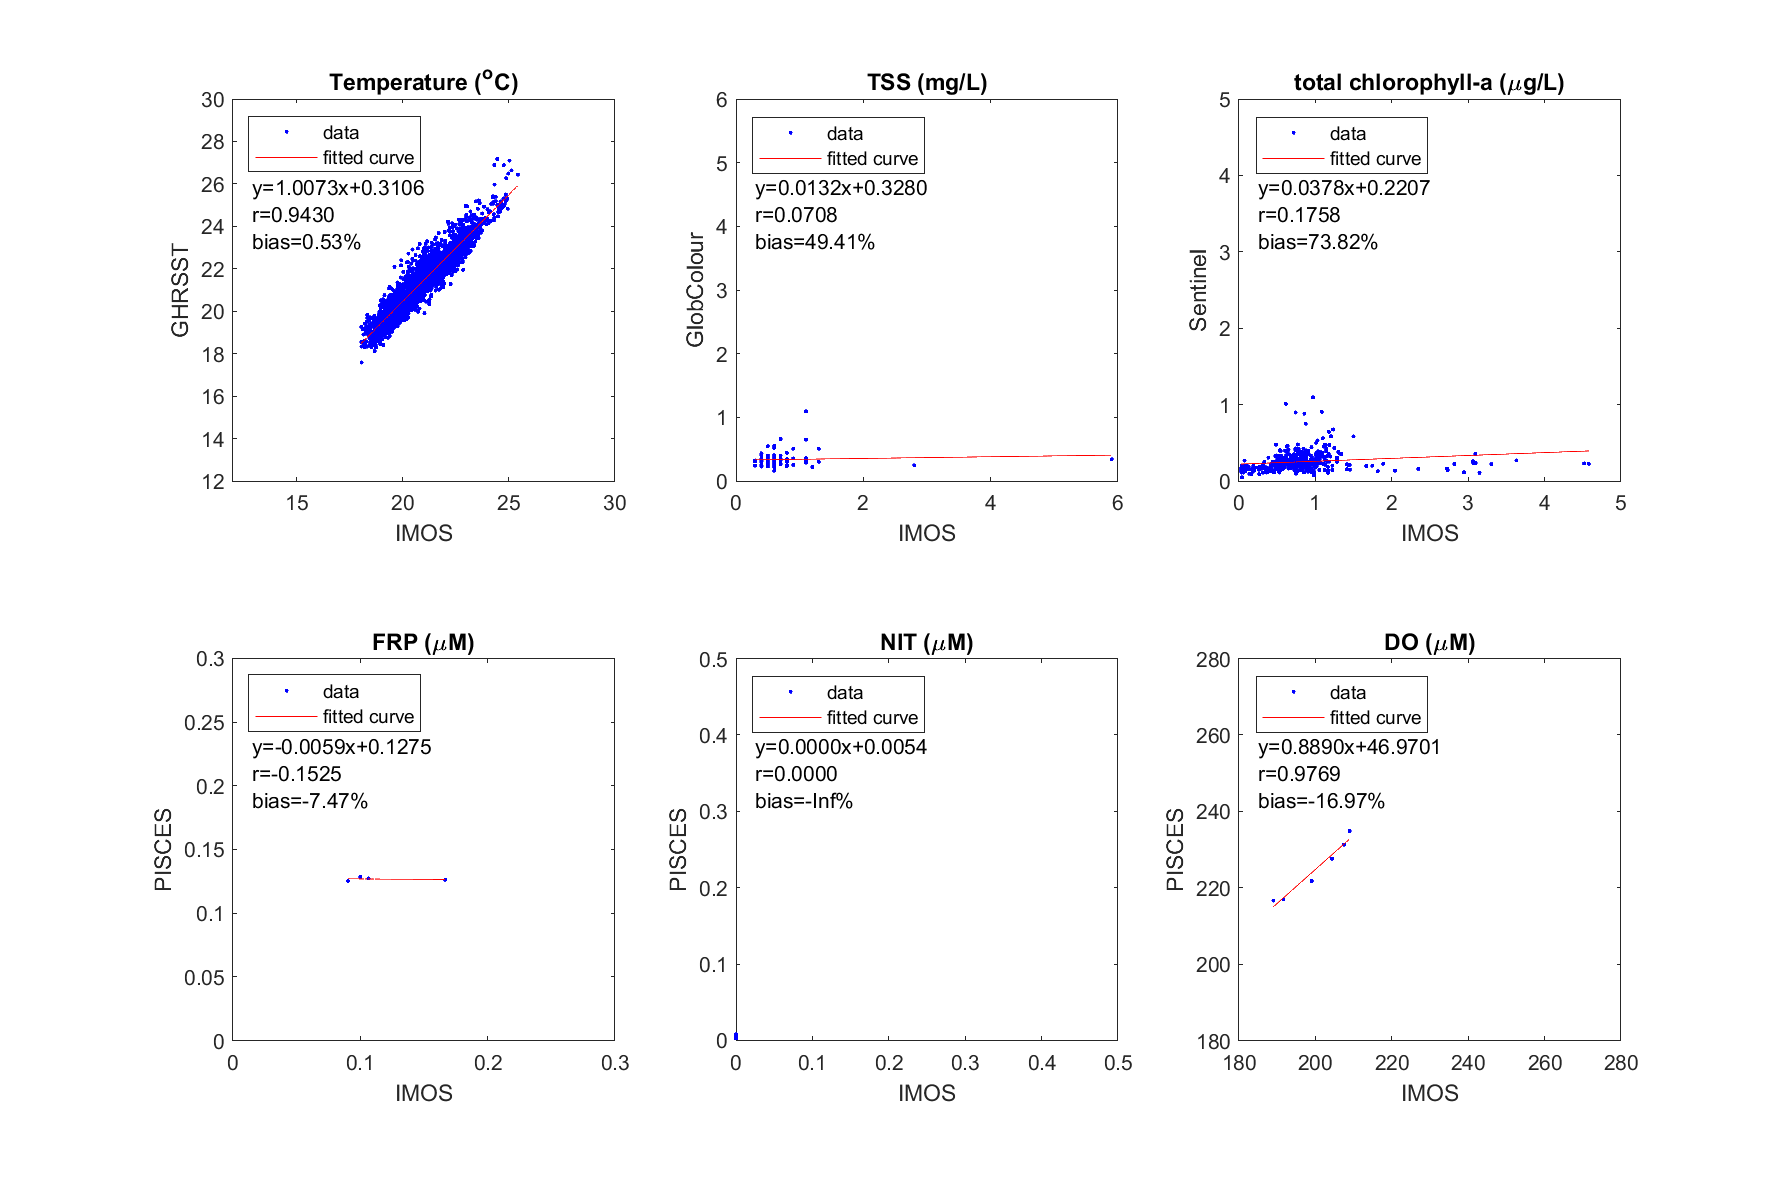 Temperature (°C)
30
28
26
24
22
20
18
16
14
12
15
20
25
30
GHRSST
IMOS
data
fitted curve
y=1.0073x+0.3106
r=0.9430
bias=0.53%
TSS (mg/L)
6
5
4
3
2
1
0
0
2
4
6
GlobColour
IMOS
data
fitted curve
y=0.0132x+0.3280
r=0.0708
bias=49.41%
total chlorophyll-a (μg/L)
5
4
3
2
1
0
0
1
2
3
4
5
Sentinel
IMOS
data
fitted curve
y=0.0378x+0.2207
r=0.1758
bias=73.82%
FRP (μM)
0.3
0.25
0.2
0.15
0.1
0.05
0
0
0.1
0.2
0.3
PISCES
IMOS
data
fitted curve
y=-0.0059x+0.1275
r=-0.1525
bias=-7.47%
NIT (μM)
0.5
0.4
0.3
0.2
0.1
0
0
0.1
0.2
0.3
0.4
0.5
PISCES
IMOS
data
fitted curve
y=0.0000x+0.0054
r=0.0000
bias=-Inf%
DO (μM)
280
260
240
220
200
180
180
200
220
240
260
280
PISCES
IMOS
data
fitted curve
y=0.8890x+46.9701
r=0.9769
bias=-16.97%